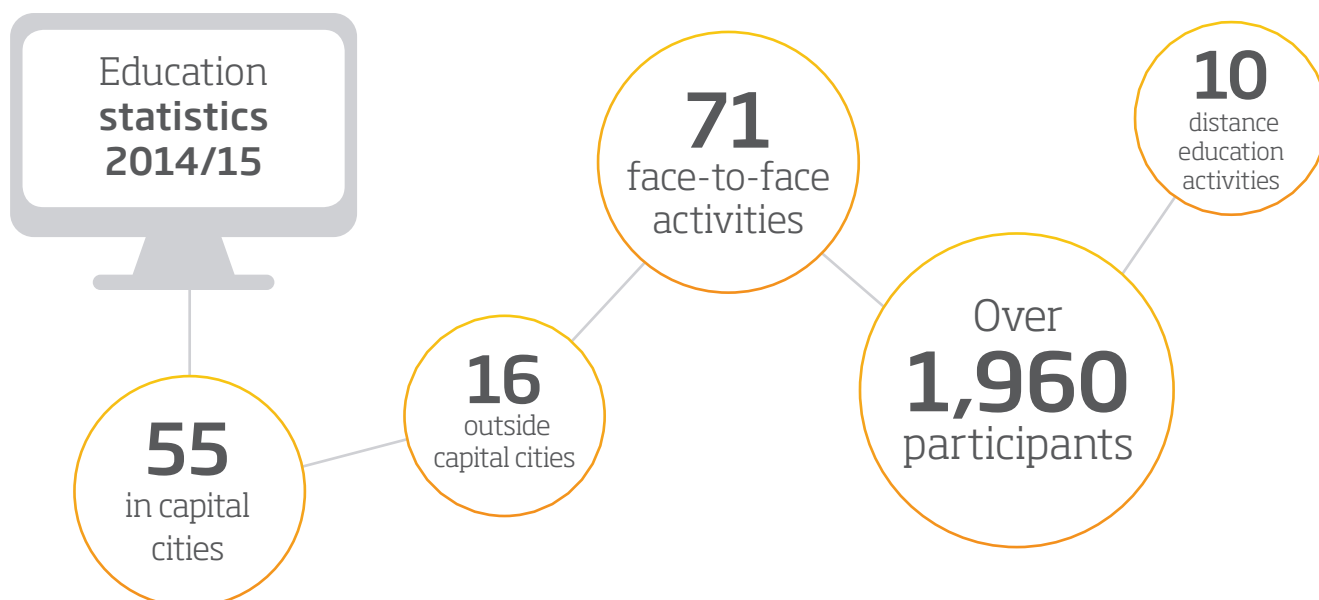 Education
statistics
2014/15
55
in capital
cities
16
outside
capital cities
71
face-to-face
activities
Over
1,960
participants
10
distance
education
activities